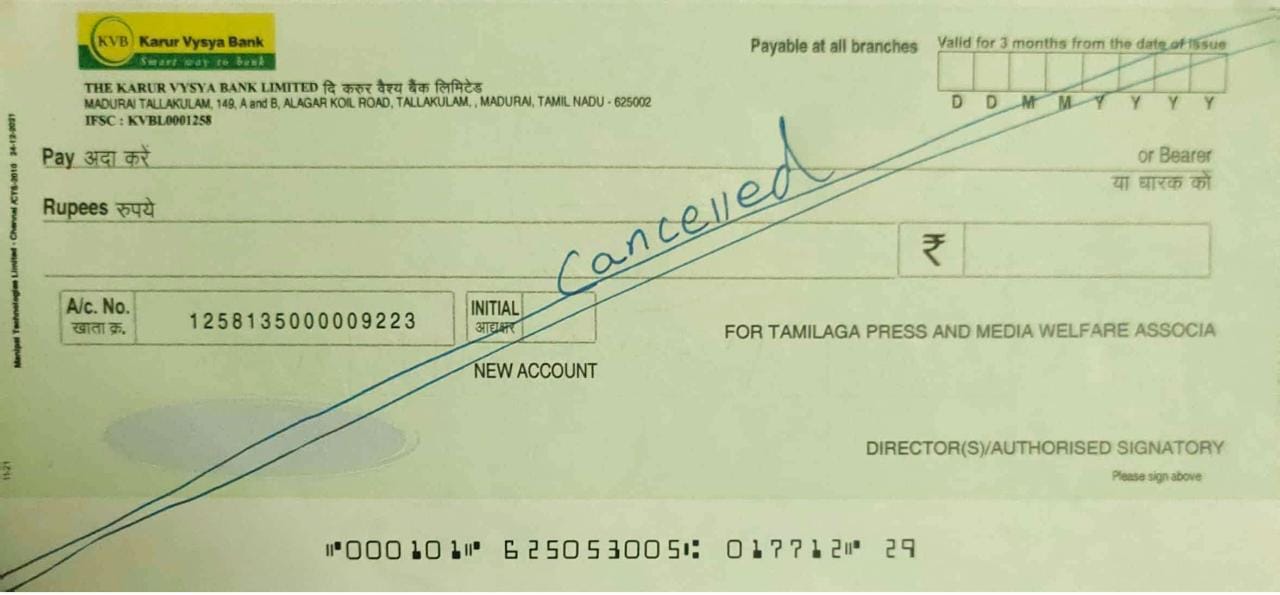 KVB Karur Vysya Bank
Smart way to bank
Payable at all branches
Valid for 3 months from the date of issue
D D M M Y Y Y Y
THE KARUR VYSYA BANK LIMITED दि करुर वैश्य बैंक लिमिटेड
MADURAI TALLAKULAM, 149, A and B, ALAGAR KOIL ROAD, TALLAKULAM, , MADURAI, TAMIL NADU - 625002
IFSC : KVBL0001258
Pay अदा करें
or Bearer
या धारक को
Rupees रुपये
₹
Cancelled
A/c. No.
खाता क्र.
125813500009223
INITIAL
आद्यक्षर
NEW ACCOUNT
FOR TAMILAGA PRESS AND MEDIA WELFARE ASSOCIA
DIRECTOR(S)/AUTHORISED SIGNATORY
Please sign above
Manipal Technologies Limited - Chennai /CTS-2010 24-12-2021
11-21
⑈000101⑈ 625053005⑆ 017712⑈ 29